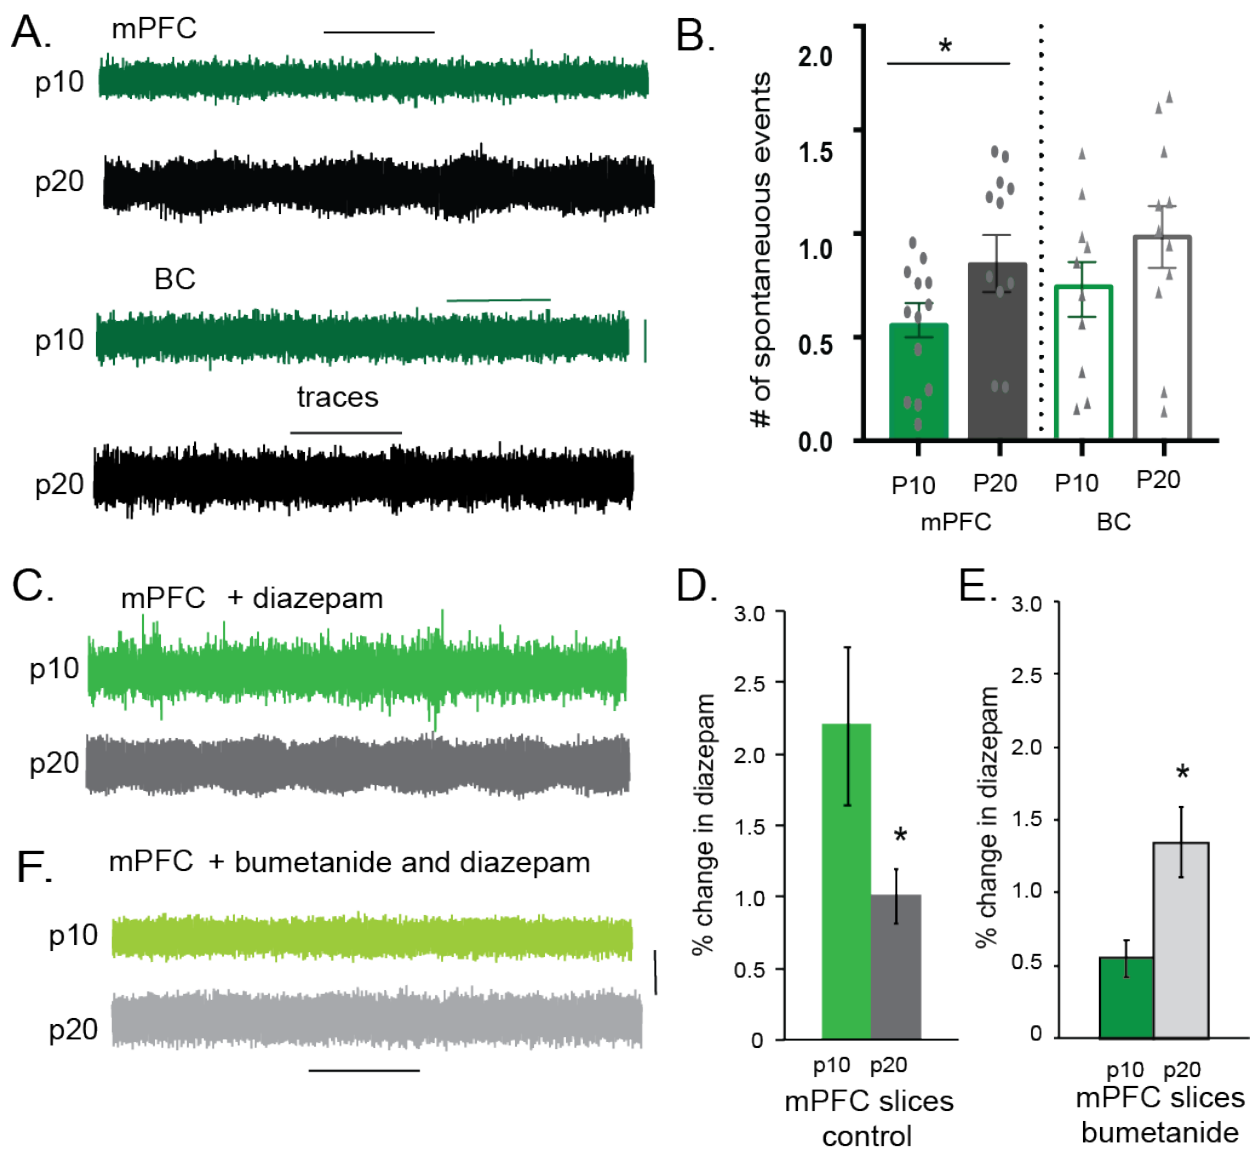 A.
mPFC
p10
p20
BC
p10
traces
p20
B.
# of spontaneuous events
2.0
1.5
1.0
0.5
0.0
*
P10 P20 P10 P20
mPFC BC
C.
mPFC + diazepam
p10
p20
D.
% change in diazepam
3.0
2.5
2.0
1.5
1.0
0.5
0
*
p10 p20
mPFC slices
control
E.
% change in diazepam
3.0
2.5
2.0
1.5
1.0
0.5
0
*
p10 p20
mPFC slices
bumetanide
F.
mPFC + bumetanide and diazepam
p10
p20